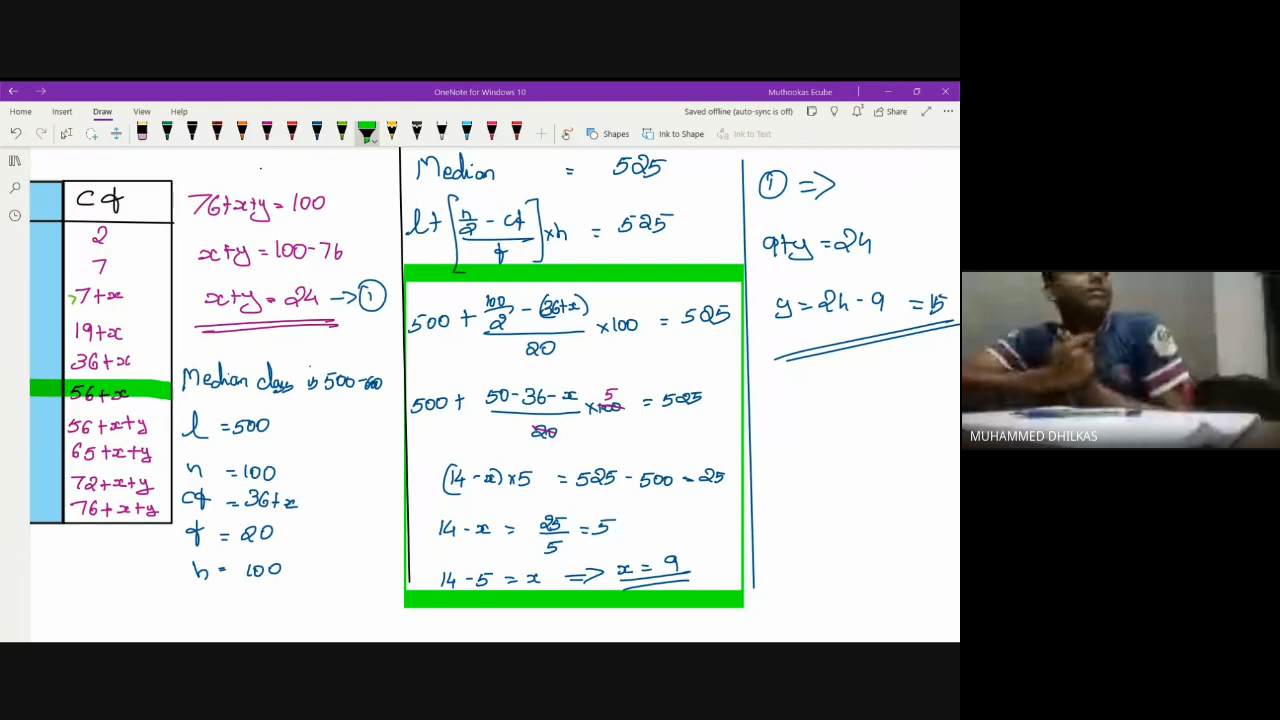 OneNote for Windows 10
Muthookas Ecube
Home Insert Draw View Help
Saved offline (auto-sync is off)
Share
Shapes
Ink to Shape
Ink to Text
cf
2
7
7+x
19+x
36+x
56+x
56+x+y
65+x+y
72+x+y
76+x+y
76+x+y=100
x+y=100-76
x+y=24 →①
Median class is 500-600
l =500
n =100
cf =36+x
f = 20
h= 100
Median = 525
l+[n/2 - cf / f]×h = 525
500 + 100/2 - (36+x) / 20 ×100 = 525
500+ 50-36-x / 20 ×100 5 = 525
(14-x)×5 = 525-500=25
14-x = 25/5 =5
14-5 = x => x = 9
① =>
9+y =24
y=24-9 =15
MUHAMMED DHILKAS